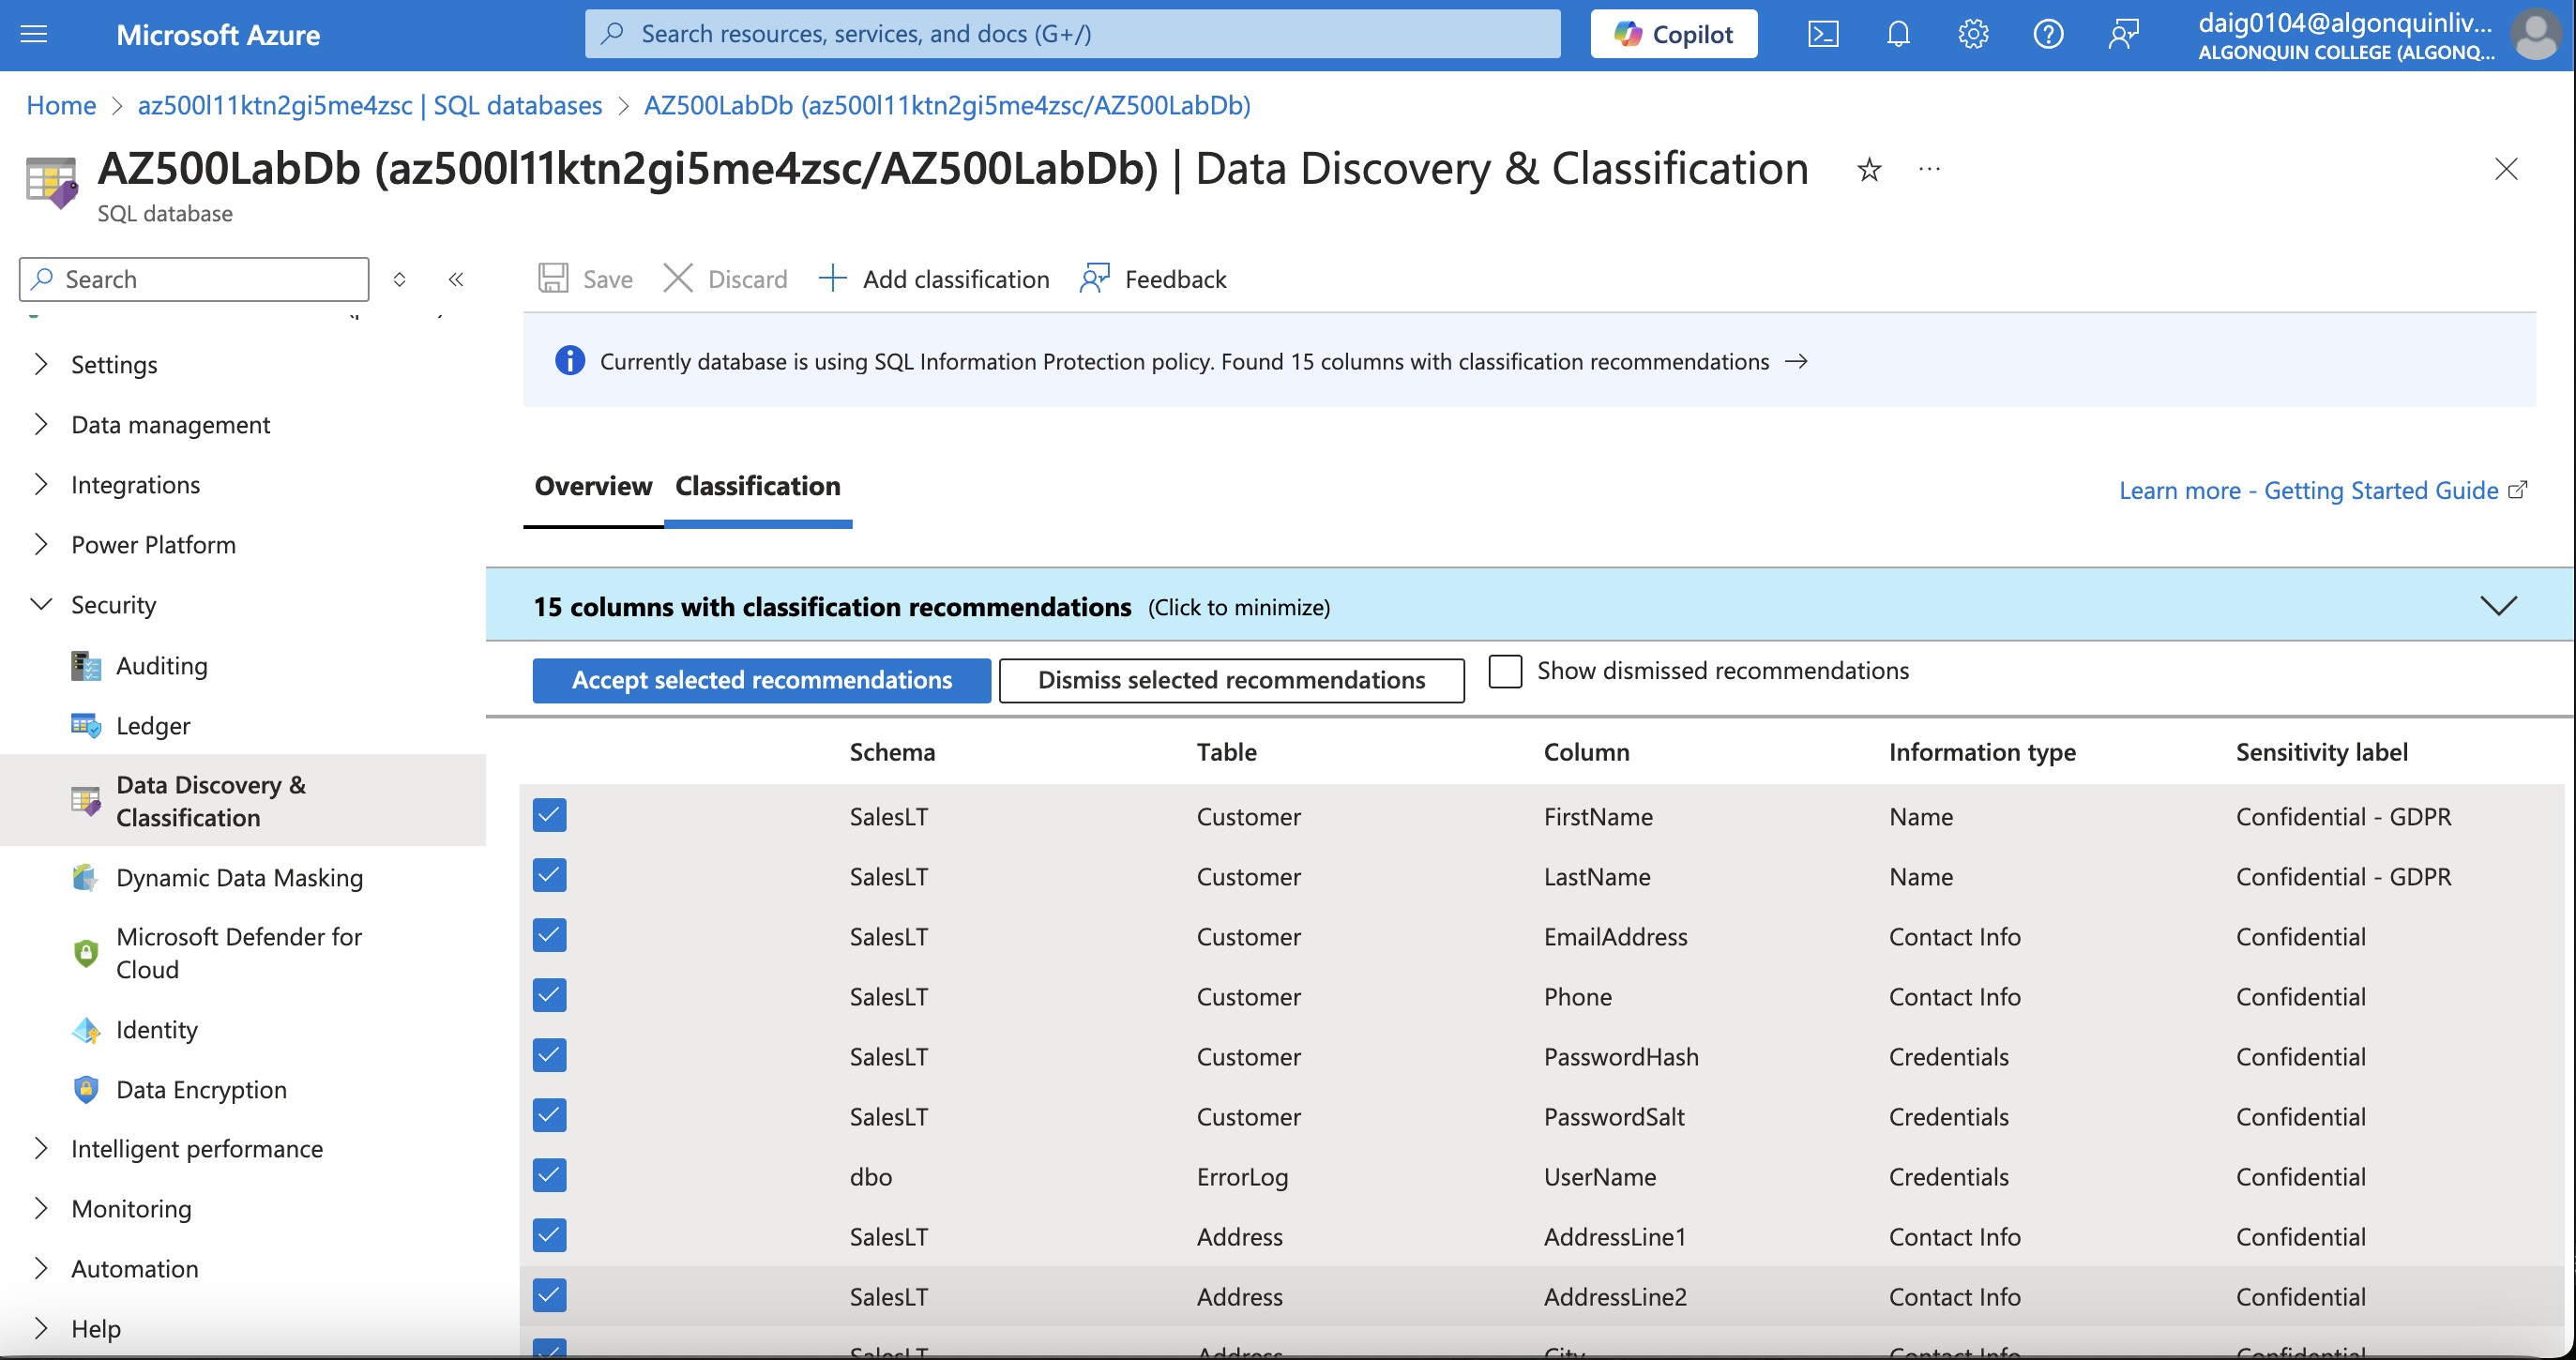 Microsoft Azure
Search resources, services, and docs (G+/)
Copilot
daig0104@algonquinliv...
ALGONQUIN COLLEGE (ALGONQ...
Home > az500l11ktn2gi5me4zsc | SQL databases > AZ500LabDb (az500l11ktn2gi5me4zsc/AZ500LabDb)
AZ500LabDb (az500l11ktn2gi5me4zsc/AZ500LabDb) | Data Discovery & Classification
SQL database
Search
Settings
Data management
Integrations
Power Platform
Security
Auditing
Ledger
Data Discovery &
Classification
Dynamic Data Masking
Microsoft Defender for
Cloud
Identity
Data Encryption
Intelligent performance
Monitoring
Automation
Help
Save Discard Add classification Feedback
Currently database is using SQL Information Protection policy. Found 15 columns with classification recommendations →
Overview Classification
Learn more - Getting Started Guide
15 columns with classification recommendations (Click to minimize)
Accept selected recommendations Dismiss selected recommendations Show dismissed recommendations
Schema Table Column Information type Sensitivity label
SalesLT Customer FirstName Name Confidential - GDPR
SalesLT Customer LastName Name Confidential - GDPR
SalesLT Customer EmailAddress Contact Info Confidential
SalesLT Customer Phone Contact Info Confidential
SalesLT Customer PasswordHash Credentials Confidential
SalesLT Customer PasswordSalt Credentials Confidential
dbo ErrorLog UserName Credentials Confidential
SalesLT Address AddressLine1 Contact Info Confidential
SalesLT Address AddressLine2 Contact Info Confidential
SalesLT Address City Contact Info Confidential